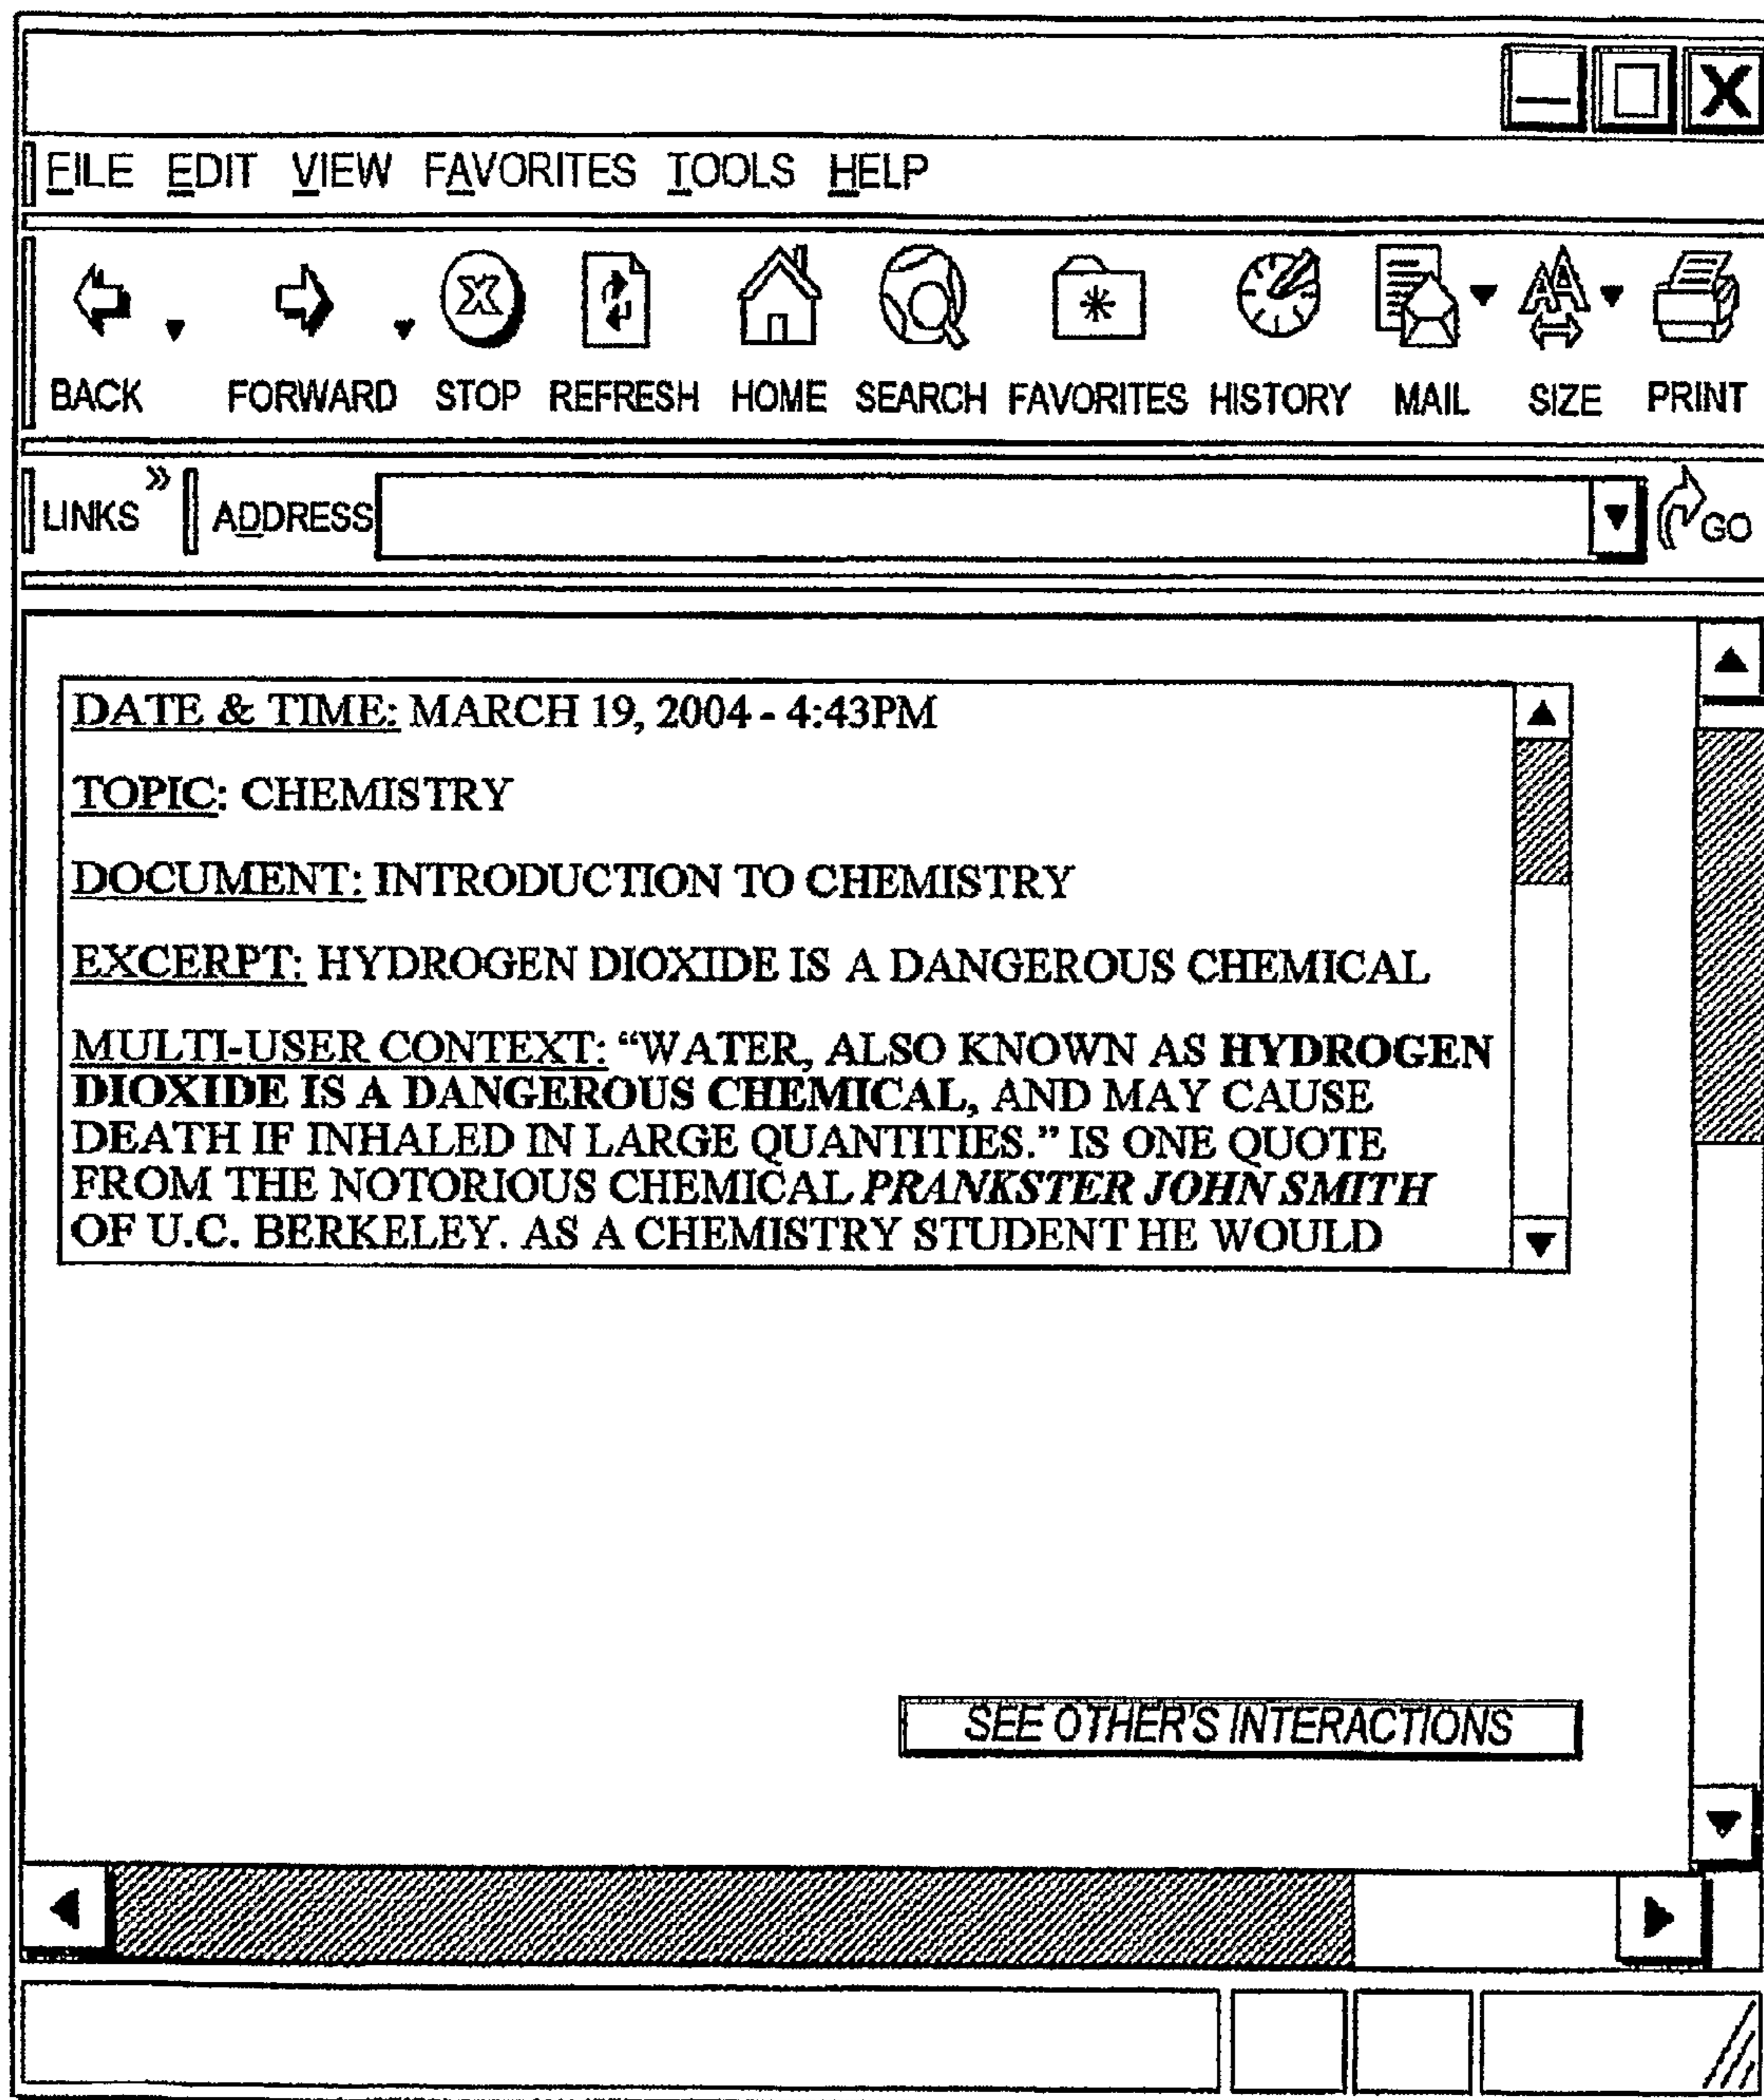 FILE EDIT VIEW FAVORITES TOOLS HELP
BACK FORWARD STOP REFRESH HOME SEARCH FAVORITES HISTORY MAIL SIZE PRINT
LINKS » ADDRESS GO
DATE & TIME: MARCH 19, 2004 - 4:43PM
TOPIC: CHEMISTRY
DOCUMENT: INTRODUCTION TO CHEMISTRY
EXCERPT: HYDROGEN DIOXIDE IS A DANGEROUS CHEMICAL
MULTI-USER CONTEXT: “WATER, ALSO KNOWN AS HYDROGEN
DIOXIDE IS A DANGEROUS CHEMICAL, AND MAY CAUSE
DEATH IF INHALED IN LARGE QUANTITIES.” IS ONE QUOTE
FROM THE NOTORIOUS CHEMICAL PRANKSTER JOHN SMITH
OF U.C. BERKELEY. AS A CHEMISTRY STUDENT HE WOULD
SEE OTHER'S INTERACTIONS